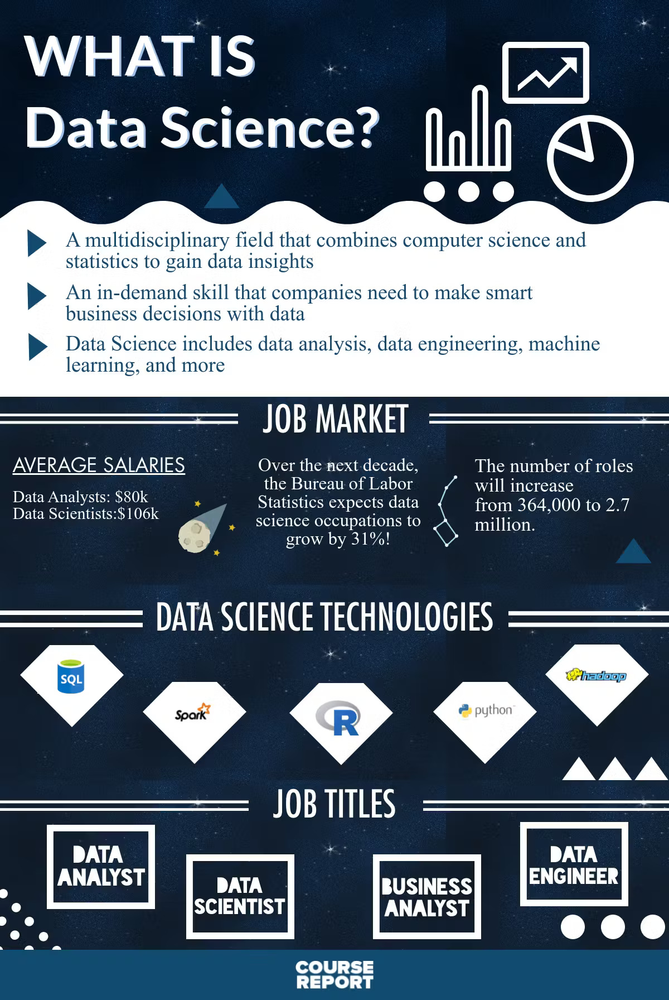 WHAT IS
Data Science?
A multidisciplinary field that combines computer science and
statistics to gain data insights
An in-demand skill that companies need to make smart
business decisions with data
Data Science includes data analysis, data engineering, machine
learning, and more
JOB MARKET
AVERAGE SALARIES
Data Analysts: $80k
Data Scientists:$106k
Over the next decade,
the Bureau of Labor
Statistics expects data
science occupations to
grow by 31%!
The number of roles
will increase
from 364,000 to 2.7
million.
DATA SCIENCE TECHNOLOGIES
SQL
Spark
R
python™
hadoop
JOB TITLES
DATA
ANALYST
DATA
SCIENTIST
BUSINESS
ANALYST
DATA
ENGINEER
COURSE
REPORT